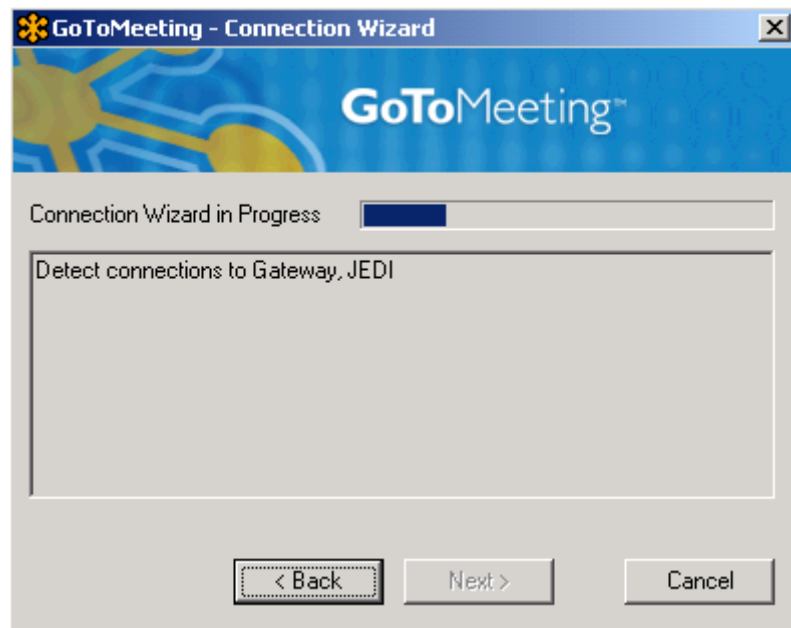 GoToMeeting - Connection Wizard
GoToMeeting™
Connection Wizard in Progress
Detect connections to Gateway, JEDI
< Back
Next >
Cancel